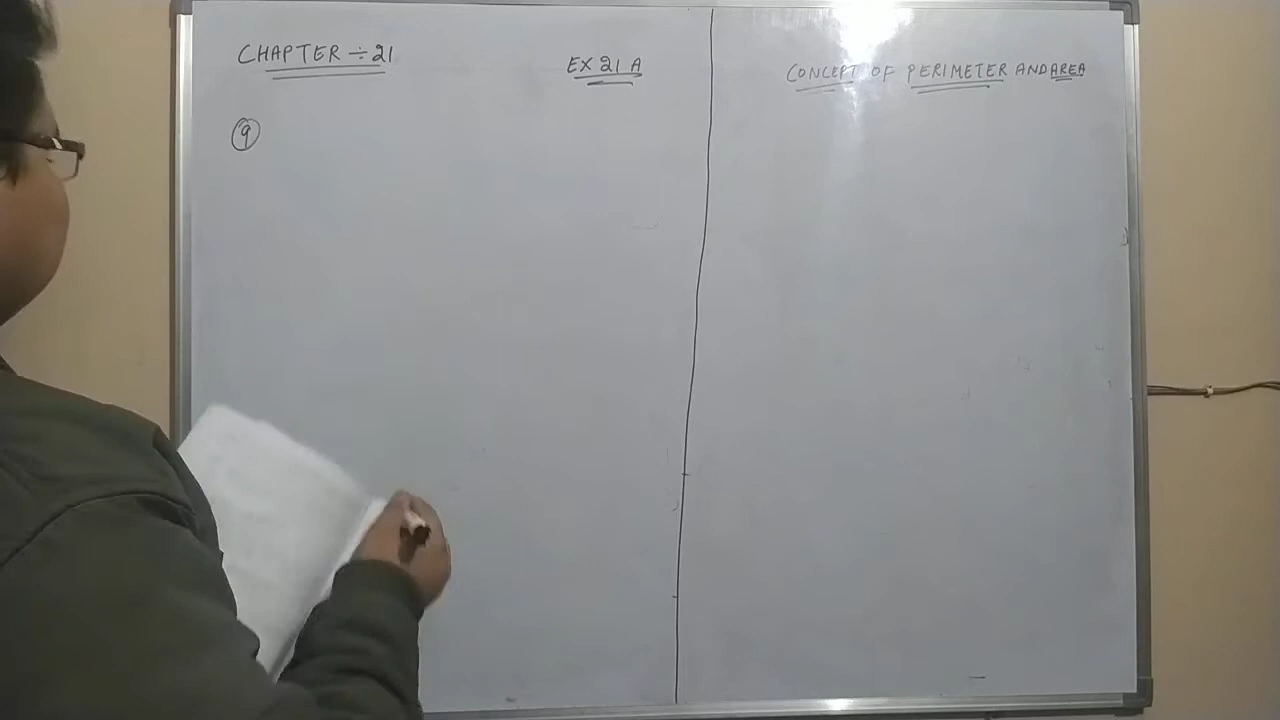 CHAPTER ÷ 21
EX 21 A
CONCEPT OF PERIMETER AND AREA
9